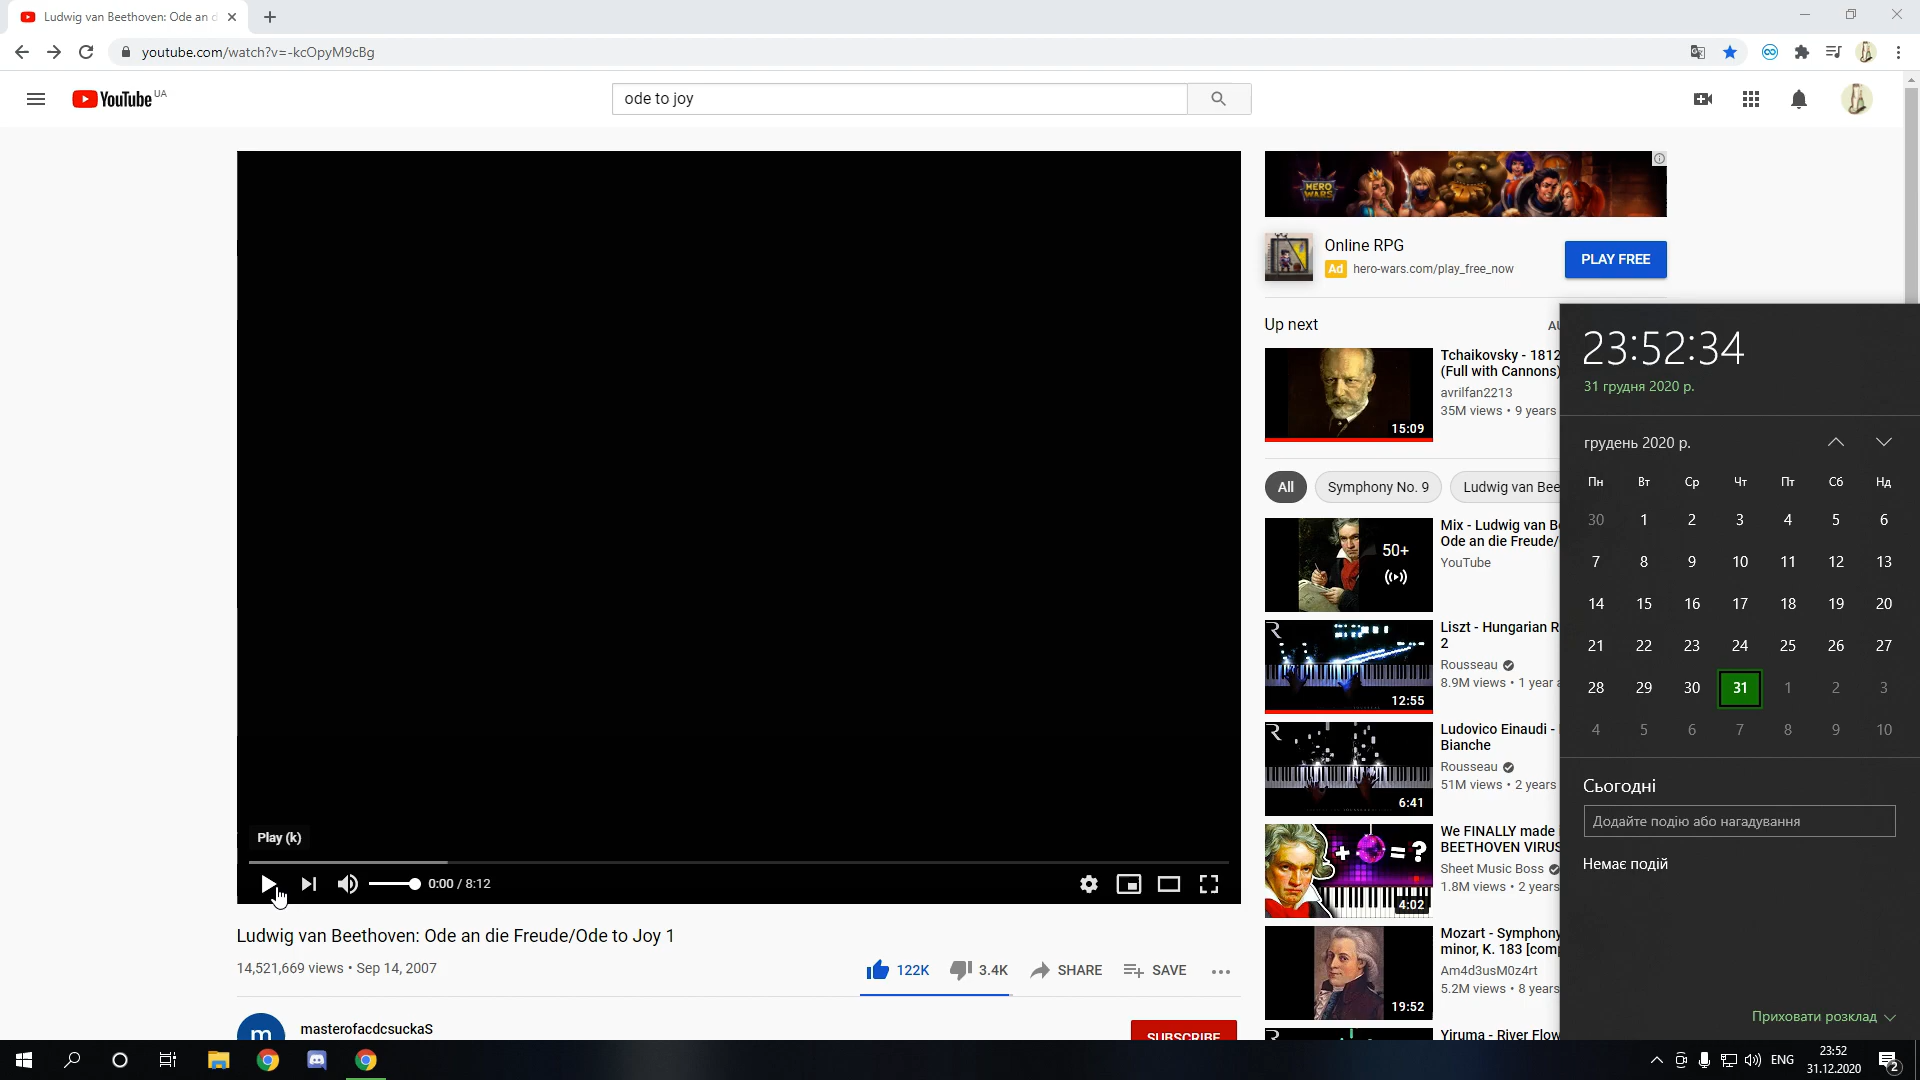 Ludwig van Beethoven: Ode an d
youtube.com/watch?v=-kcOpyM9cBg
YouTube UA
ode to joy
HERO WARS
Online RPG
Ad hero-wars.com/play_free_now
PLAY FREE
Up next
AU
Tchaikovsky - 1812
(Full with Cannons)
avrilfan2213
35M views • 9 years
15:09
All
Symphony No. 9
Ludwig van Bee
Mix - Ludwig van B
Ode an die Freude/
YouTube
50+
Liszt - Hungarian R
2
Rousseau
8.9M views • 1 year a
12:55
Ludovico Einaudi -
Bianche
Rousseau
51M views • 2 years
6:41
We FINALLY made
BEETHOVEN VIRUS
Sheet Music Boss
1.8M views • 2 years
+ = ?
4:02
Mozart - Symphony
minor, K. 183 [comp
Am4d3usM0z4rt
5.2M views • 8 years
19:52
Yiruma - River Flow
Play (k)
0:00 / 8:12
Ludwig van Beethoven: Ode an die Freude/Ode to Joy 1
14,521,669 views • Sep 14, 2007
122K
3.4K
SHARE
SAVE
m
masterofacdcsuckaS
SUBSCRIBE
23:52:34
31 грудня 2020 р.
грудень 2020 р.
Пн Вт Ср Чт Пт Сб Нд
30 1 2 3 4 5 6
7 8 9 10 11 12 13
14 15 16 17 18 19 20
21 22 23 24 25 26 27
28 29 30 31 1 2 3
4 5 6 7 8 9 10
Сьогодні
Додайте подію або нагадування
Немає подій
Приховати розклад
ENG
23:52
31.12.2020
2